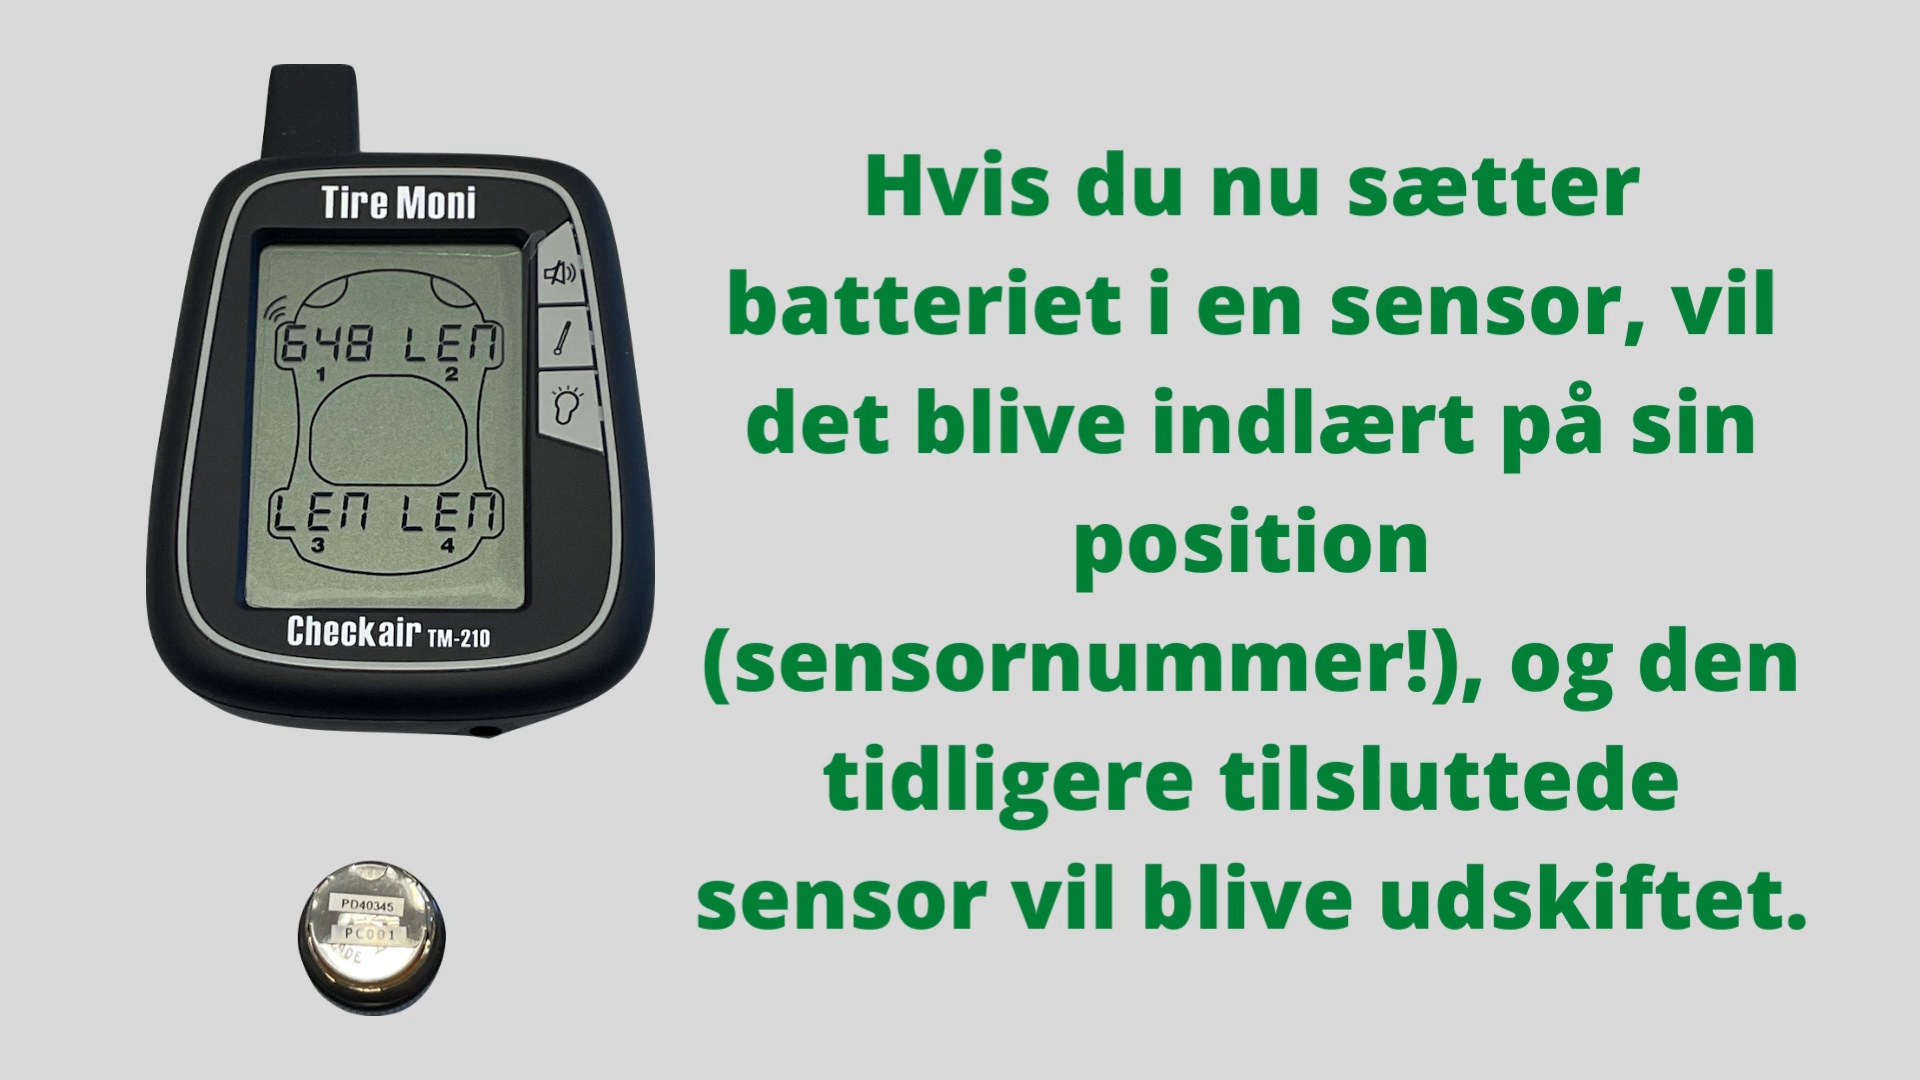 Tire Moni
648 LEN
1 2
LEN LEN
3 4
Checkair TM-210
PD40345
PC001
Hvis du nu sætter
batteriet i en sensor, vil
det blive indlært på sin
position
(sensornummer!), og den
tidligere tilsluttede
sensor vil blive udskiftet.